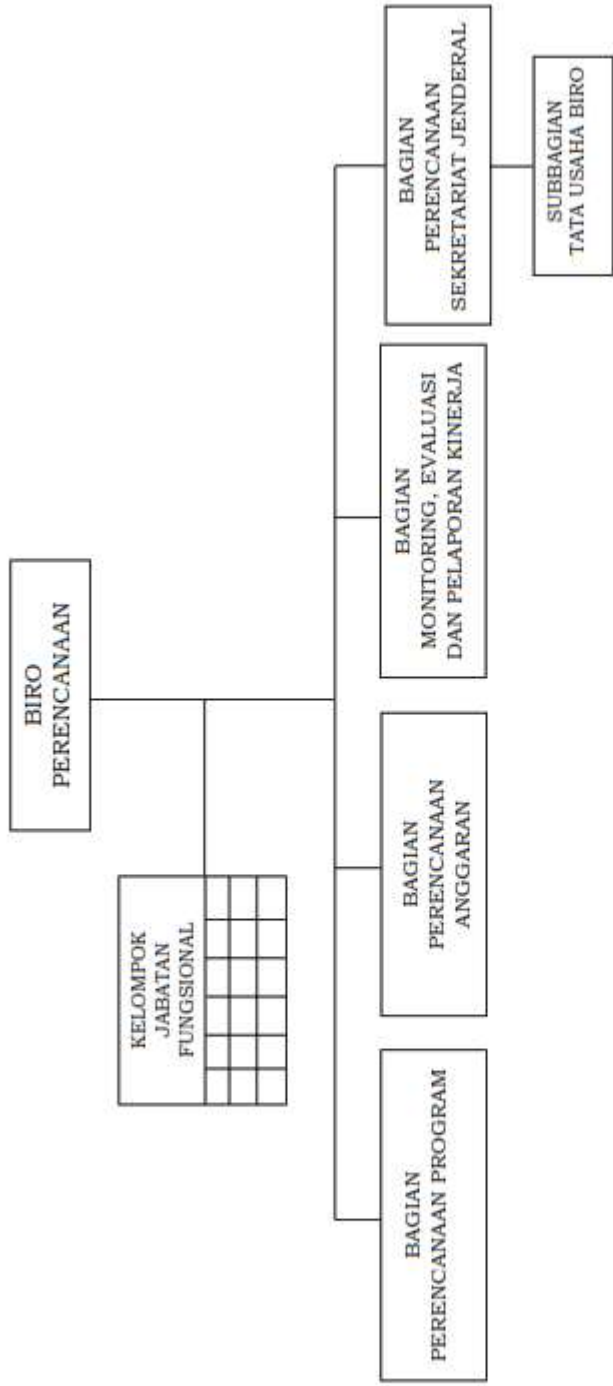 BIRO
PERENCANAAN
KELOMPOK
JABATAN
FUNGSIONAL
BAGIAN
PERENCANAAN PROGRAM
BAGIAN
PERENCANAAN
ANGGARAN
BAGIAN
MONITORING, EVALUASI
DAN PELAPORAN KINERJA
BAGIAN
PERENCANAAN
SEKRETARIAT JENDERAL
SUBBAGIAN
TATA USAHA BIRO